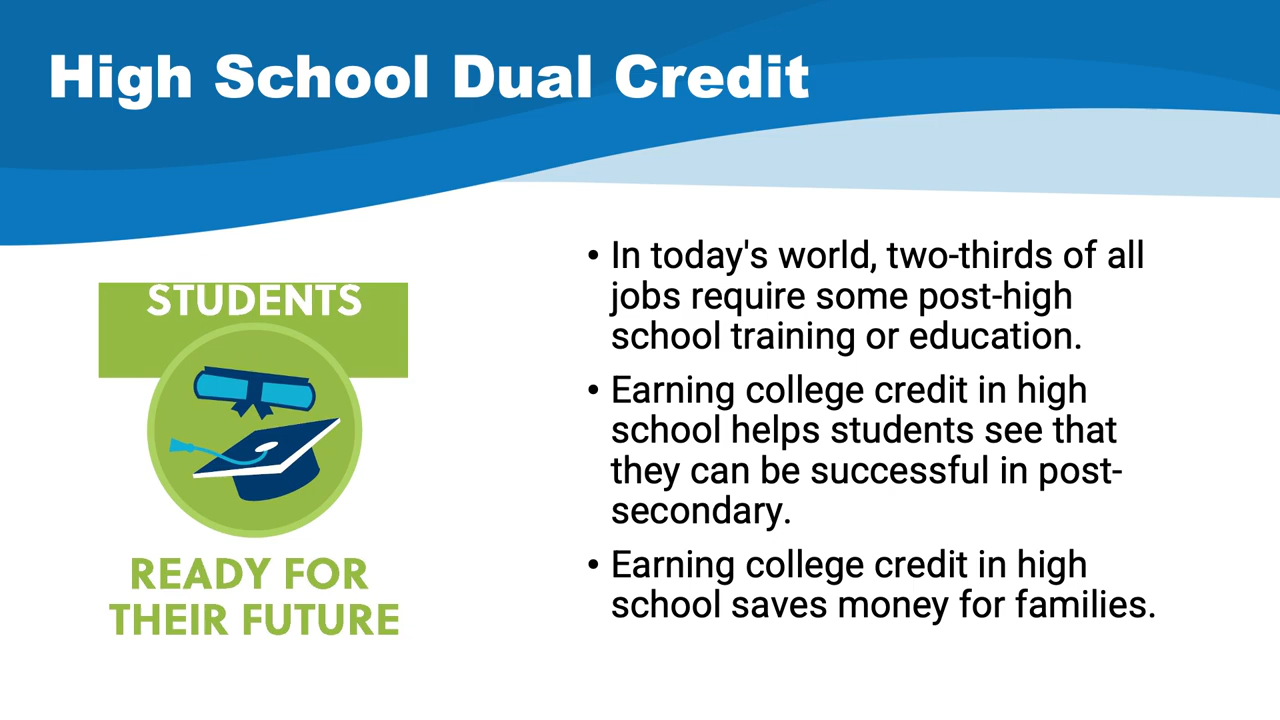 High School Dual Credit
STUDENTS
READY FOR
THEIR FUTURE
• In today's world, two-thirds of all
jobs require some post-high
school training or education.
• Earning college credit in high
school helps students see that
they can be successful in post-
secondary.
• Earning college credit in high
school saves money for families.